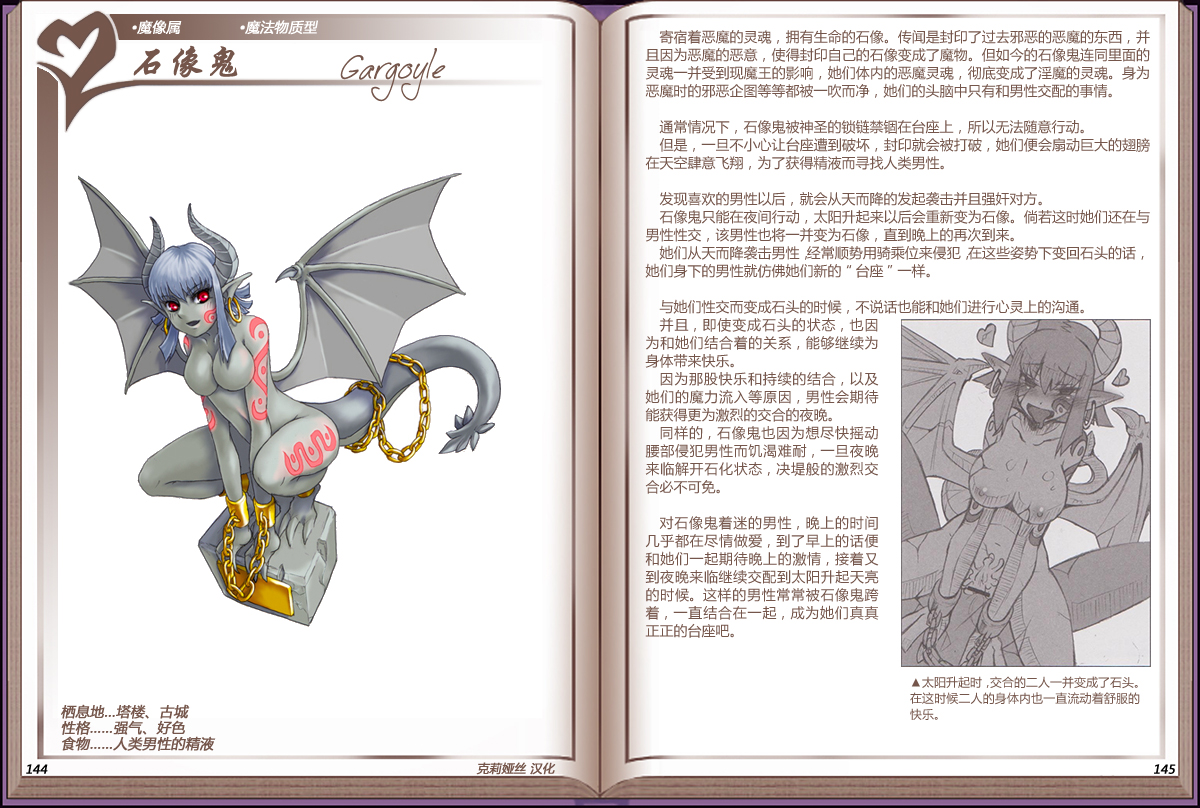 •魔像属
•魔法物质型
石像鬼
Gargoyle
栖息地...塔楼、古城
性格......强气、好色
食物......人类男性的精液
144
克莉娅丝 汉化
寄宿着恶魔的灵魂，拥有生命的石像。传闻是封印了过去邪恶的恶魔的东西，并
且因为恶魔的恶意，使得封印自己的石像变成了魔物。但如今的石像鬼连同里面的
灵魂一并受到现魔王的影响，她们体内的恶魔灵魂，彻底变成了淫魔的灵魂。身为
恶魔时的邪恶企图等等都被一吹而净，她们的头脑中只有和男性交配的事情。
通常情况下，石像鬼被神圣的锁链禁锢在台座上，所以无法随意行动。
但是，一旦不小心让台座遭到破坏，封印就会被打破，她们便会扇动巨大的翅膀
在天空肆意飞翔，为了获得精液而寻找人类男性。
发现喜欢的男性以后，就会从天而降的发起袭击并且强奸对方。
石像鬼只能在夜间行动，太阳升起来以后会重新变为石像。倘若这时她们还在与
男性性交，该男性也将一并变为石像，直到晚上的再次到来。
她们从天而降袭击男性，经常顺势用骑乘位来侵犯，在这些姿势下变回石头的话，
她们身下的男性就仿佛她们新的“台座”一样。
与她们性交而变成石头的时候，不说话也能和她们进行心灵上的沟通。
并且，即使变成石头的状态，也因
为和她们结合着的关系，能够继续为
身体带来快乐。
因为那股快乐和持续的结合，以及
她们的魔力流入等原因，男性会期待
能获得更为激烈的交合的夜晚。
同样的，石像鬼也因为想尽快摇动
腰部侵犯男性而饥渴难耐，一旦夜晚
来临解开石化状态，决堤般的激烈交
合必不可免。
对石像鬼着迷的男性，晚上的时间
几乎都在尽情做爱，到了早上的话便
和她们一起期待晚上的激情，接着又
到夜晚来临继续交配到太阳升起天亮
的时候。这样的男性常常被石像鬼跨
着，一直结合在一起，成为她们真真
正正的台座吧。
▲太阳升起时，交合的二人一并变成了石头。
在这时候二人的身体内也一直流动着舒服的
快乐。
145